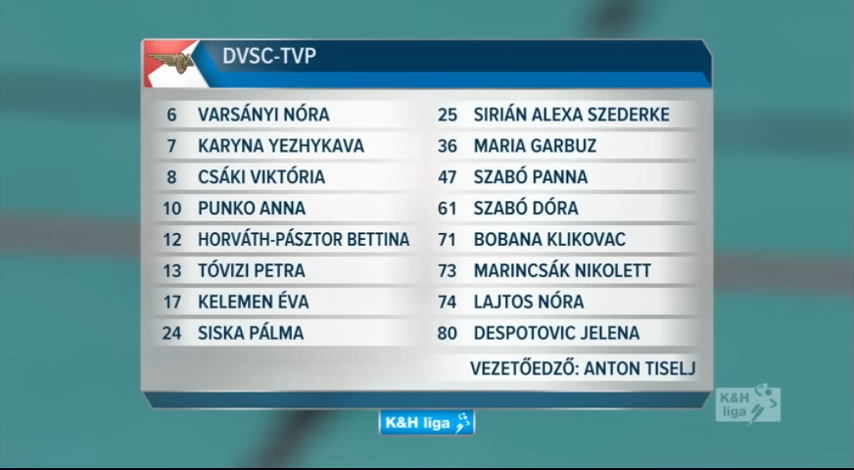 DVSC-TVP
6 VARSÁNYI NÓRA
7 KARYNA YEZHYKAVA
8 CSÁKI VIKTÓRIA
10 PUNKO ANNA
12 HORVÁTH-PÁSZTOR BETTINA
13 TÓVIZI PETRA
17 KELEMEN ÉVA
24 SISKA PÁLMA
25 SIRIÁN ALEXA SZEDERKE
36 MARIA GARBUZ
47 SZABÓ PANNA
61 SZABÓ DÓRA
71 BOBANA KLIKOVAC
73 MARINCSÁK NIKOLETT
74 LAJTOS NÓRA
80 DESPOTOVIC JELENA
VEZETŐEDZŐ: ANTON TISELJ
K&H liga
K&H
liga